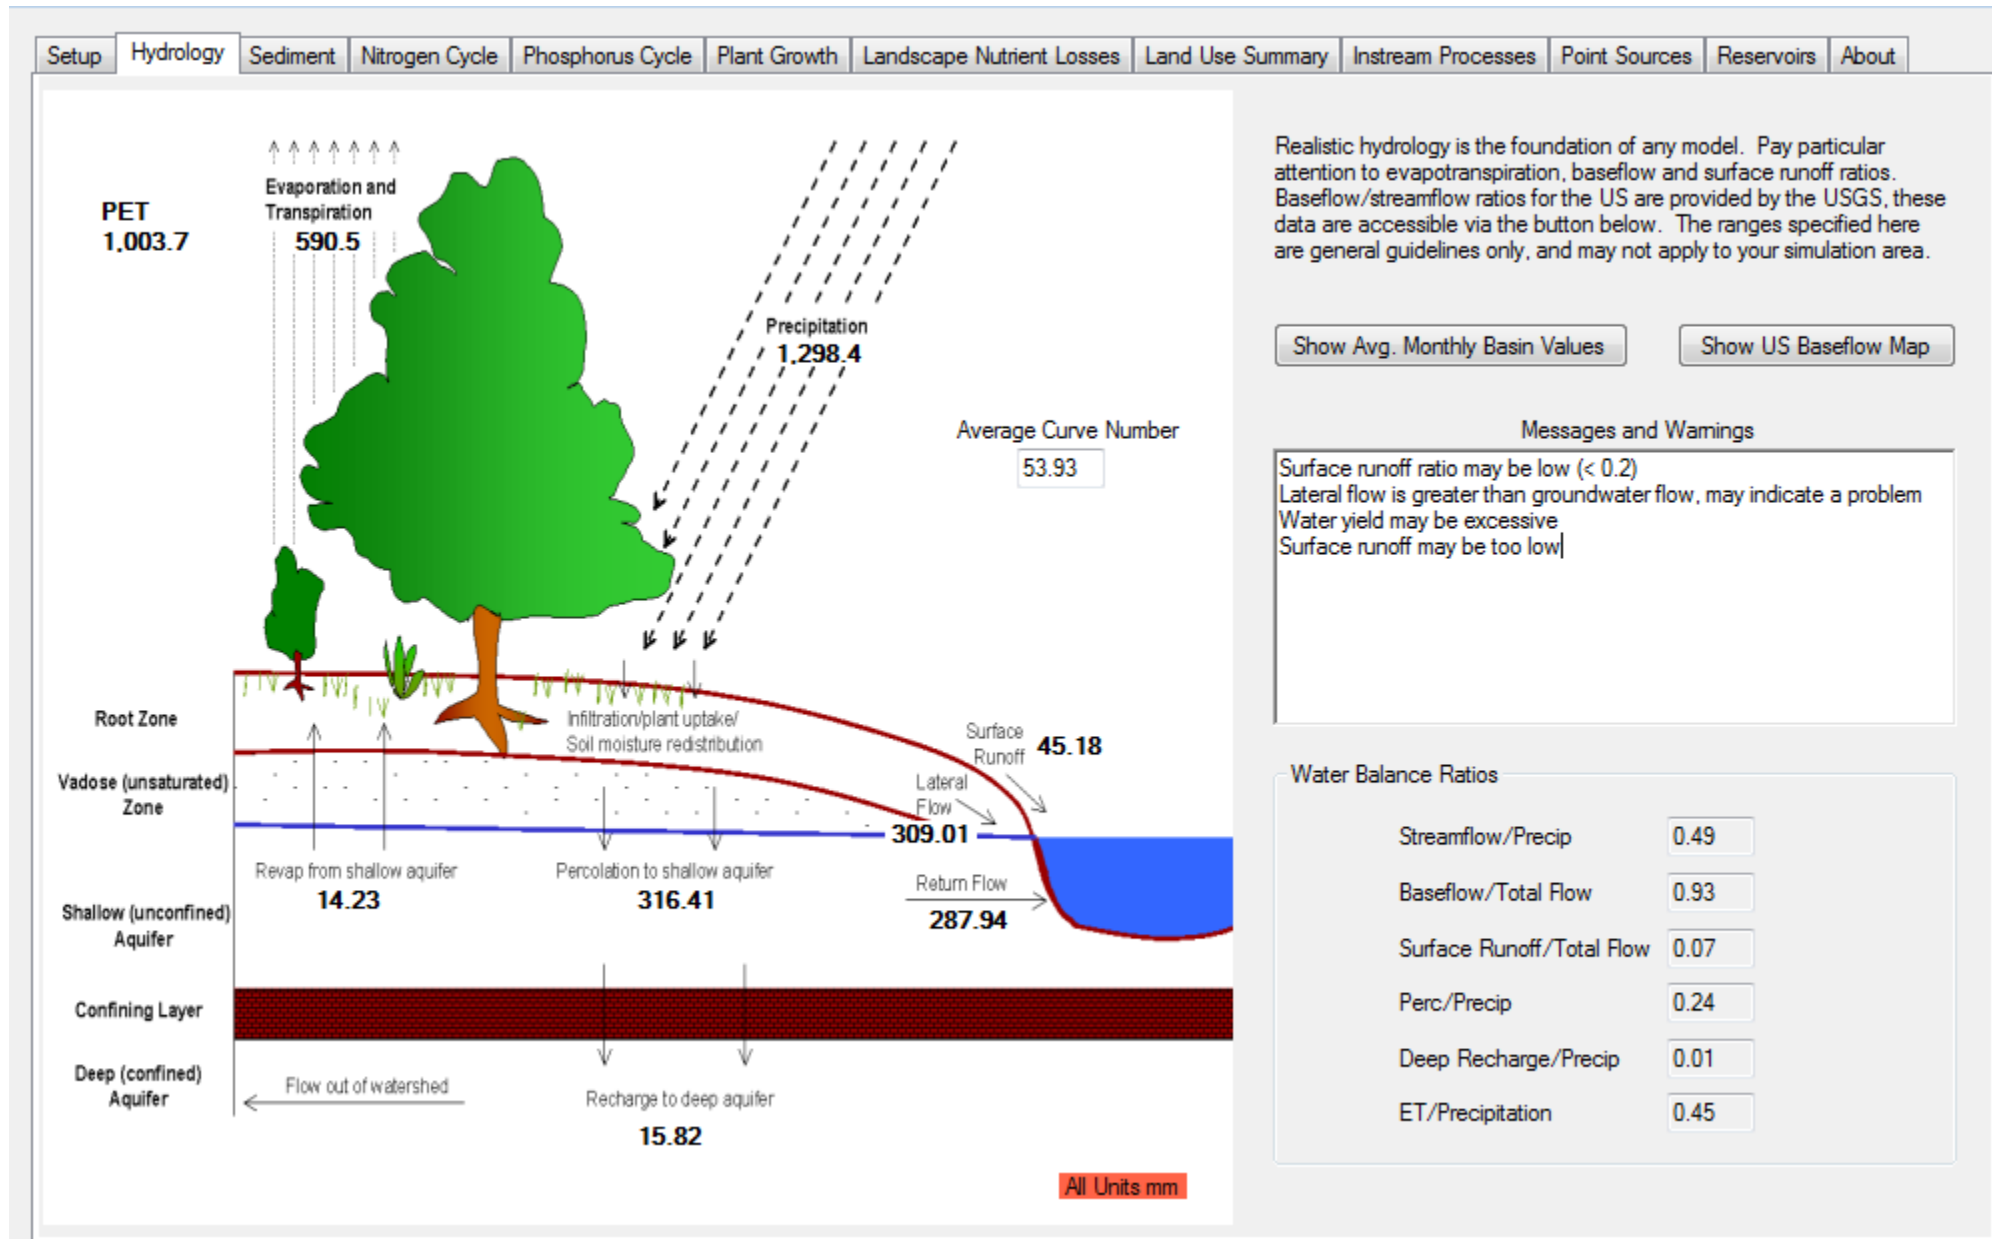 Setup
Hydrology
Sediment
Nitrogen Cycle
Phosphorus Cycle
Plant Growth
Landscape Nutrient Losses
Land Use Summary
Instream Processes
Point Sources
Reservoirs
About
PET
1,003.7
Evaporation and
Transpiration
590.5
Precipitation
1,298.4
Average Curve Number
53.93
Root Zone
Infiltration/plant uptake/
Soil moisture redistribution
Surface
Runoff
45.18
Vadose (unsaturated)
Zone
Lateral
Flow
309.01
Revap from shallow aquifer
14.23
Percolation to shallow aquifer
316.41
Return Flow
287.94
Shallow (unconfined)
Aquifer
Confining Layer
Deep (confined)
Aquifer
Flow out of watershed
Recharge to deep aquifer
15.82
All Units mm
Realistic hydrology is the foundation of any model. Pay particular
attention to evapotranspiration, baseflow and surface runoff ratios.
Baseflow/streamflow ratios for the US are provided by the USGS, these
data are accessible via the button below. The ranges specified here
are general guidelines only, and may not apply to your simulation area.
Show Avg. Monthly Basin Values
Show US Baseflow Map
Messages and Warnings
Surface runoff ratio may be low (< 0.2)
Lateral flow is greater than groundwater flow, may indicate a problem
Water yield may be excessive
Surface runoff may be too low
Water Balance Ratios
Streamflow/Precip 0.49
Baseflow/Total Flow 0.93
Surface Runoff/Total Flow 0.07
Perc/Precip 0.24
Deep Recharge/Precip 0.01
ET/Precipitation 0.45